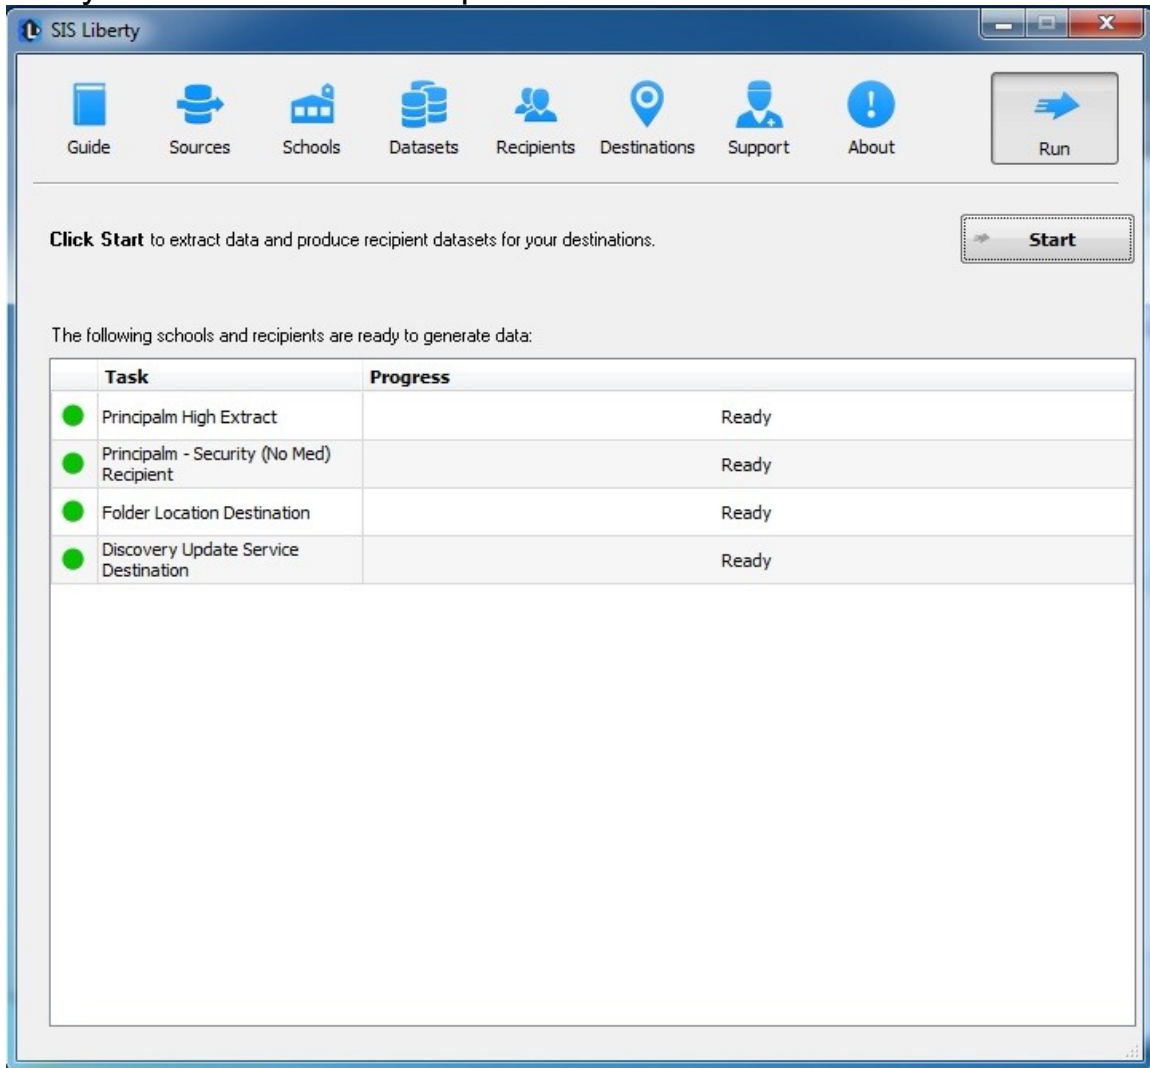 SIS Liberty
Guide Sources Schools Datasets Recipients Destinations Support About Run
Click Start to extract data and produce recipient datasets for your destinations.
Start
The following schools and recipients are ready to generate data:
Task Progress
Principalm High Extract Ready
Principalm - Security (No Med)
Recipient Ready
Folder Location Destination Ready
Discovery Update Service
Destination Ready